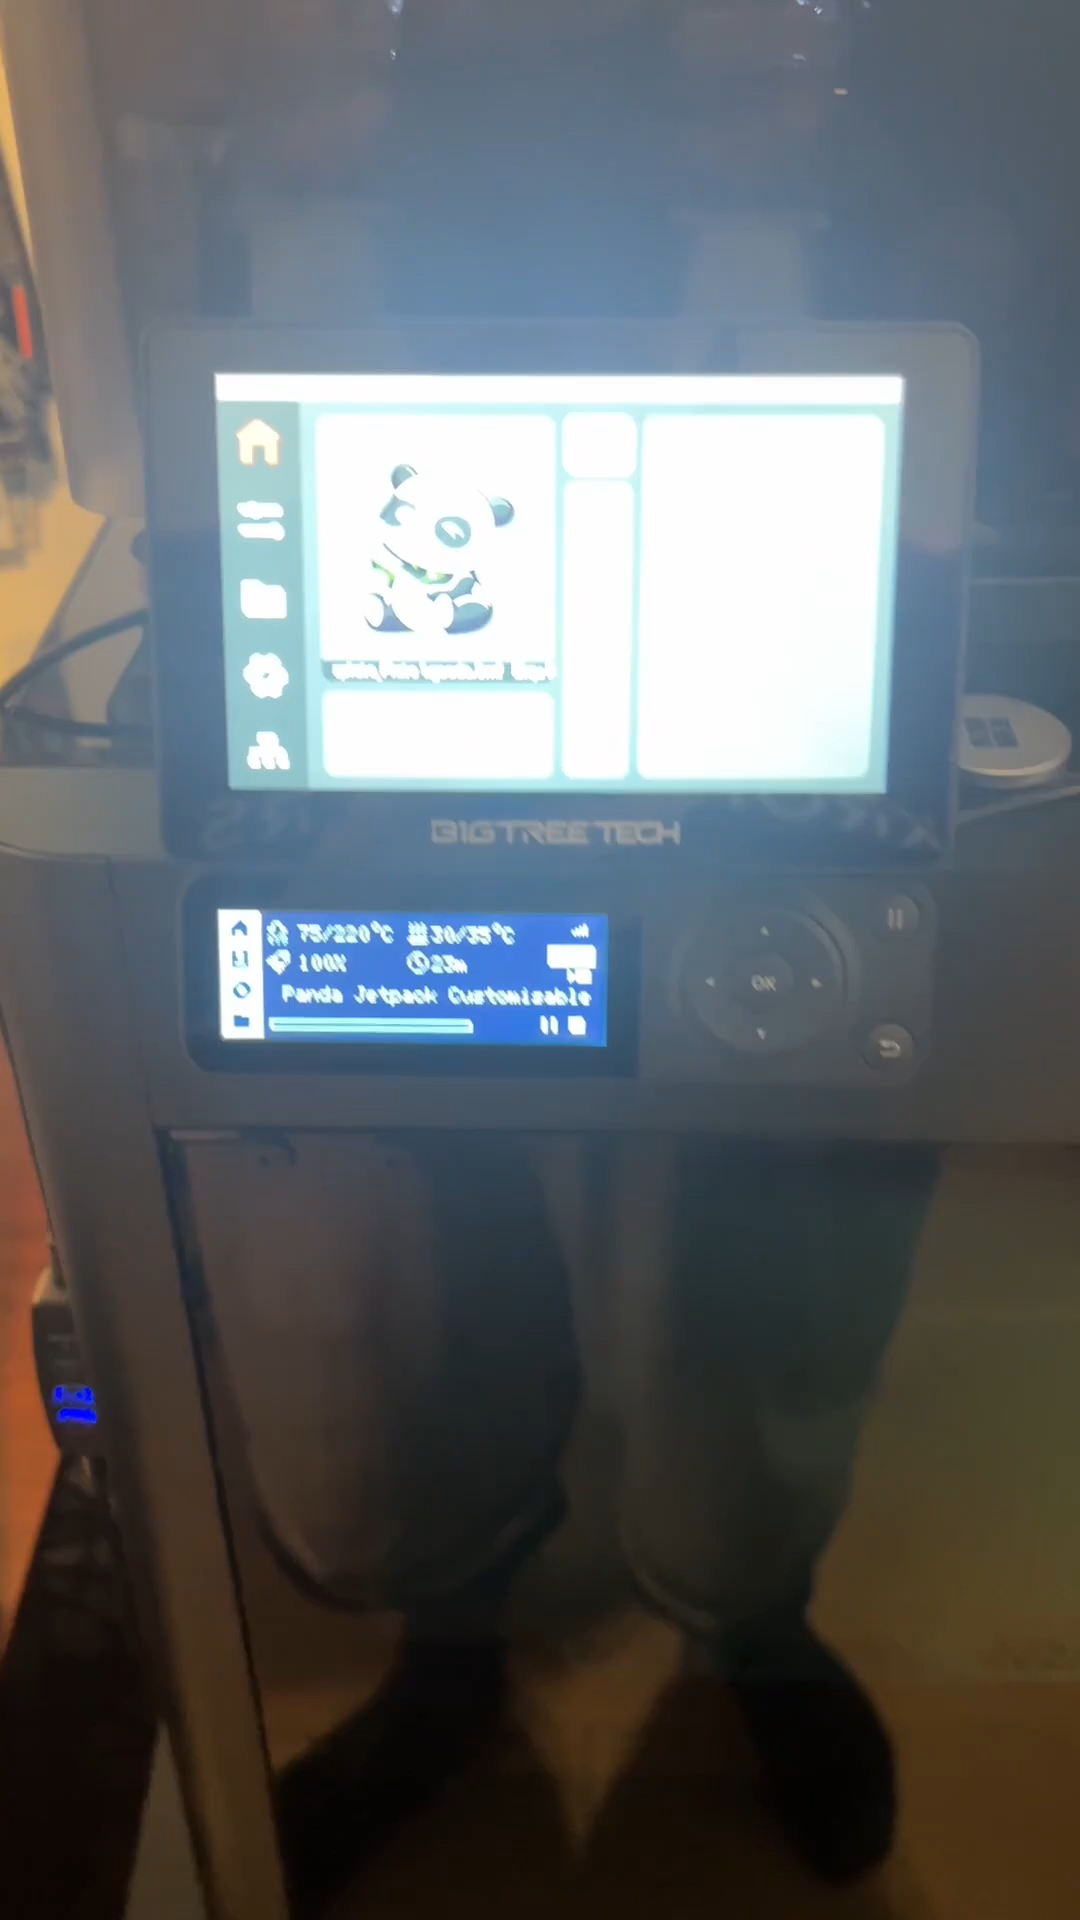 BIGTREETECH
75/220°C 30/35°C
100% 23m
Panda Jetpack Customizable
OK